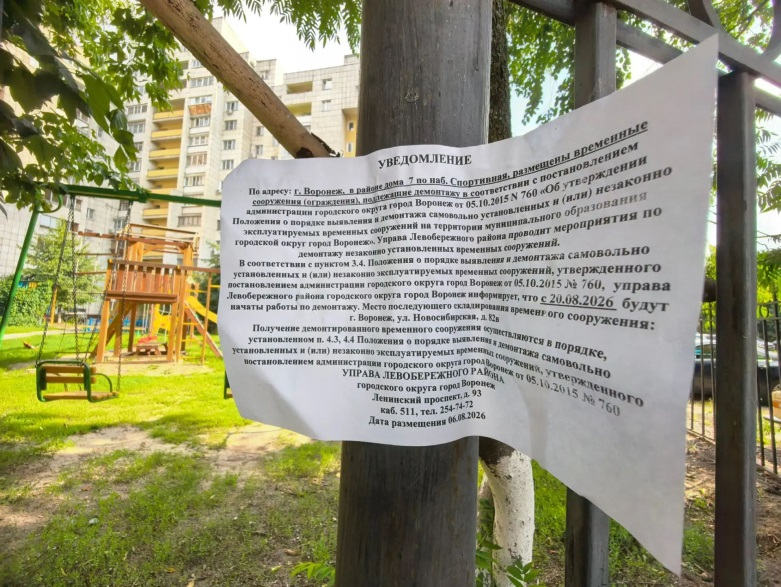 УВЕДОМЛЕНИЕ
По адресу: г. Воронеж, в районе дома 7 по наб. Спортивная, размещены временные
сооружения (ограждения), подлежащие демонтажу в соответствии с постановлением
администрации городского округа город Воронеж от 05.10.2015 N 760 «Об утверждении
Положения о порядке выявления и демонтажа самовольно установленных и (или) незаконно
эксплуатируемых временных сооружений на территории муниципального образования
городской округ город Воронеж». Управа Левобережного района проводит мероприятия по
демонтажу незаконно установленных временных сооружений.
В соответствии с пунктом 3.4. Положения о порядке выявления и демонтажа самовольно
установленных и (или) незаконно эксплуатируемых временных сооружений, утвержденного
постановлением администрации городского округа город Воронеж от 05.10.2015 № 760, управа
Левобережного района городского округа город Воронеж информирует, что с 20.08.2026 будут
начаты работы по демонтажу. Место последующего складирования временного сооружения:
г. Воронеж, ул. Новосибирская, д. 82в
Получение демонтированного временного сооружения осуществляются в порядке,
установленном п. 4.3, 4.4 Положения о порядке выявления и демонтажа самовольно
установленных и (или) незаконно эксплуатируемых временных сооружений, утвержденного
постановлением администрации городского округа город Воронеж от 05.10.2015 № 760
УПРАВА ЛЕВОБЕРЕЖНОГО РАЙОНА
городского округа город Воронеж
Ленинский проспект, д. 93
каб. 511, тел. 254-74-72
Дата размещения 06.08.2026